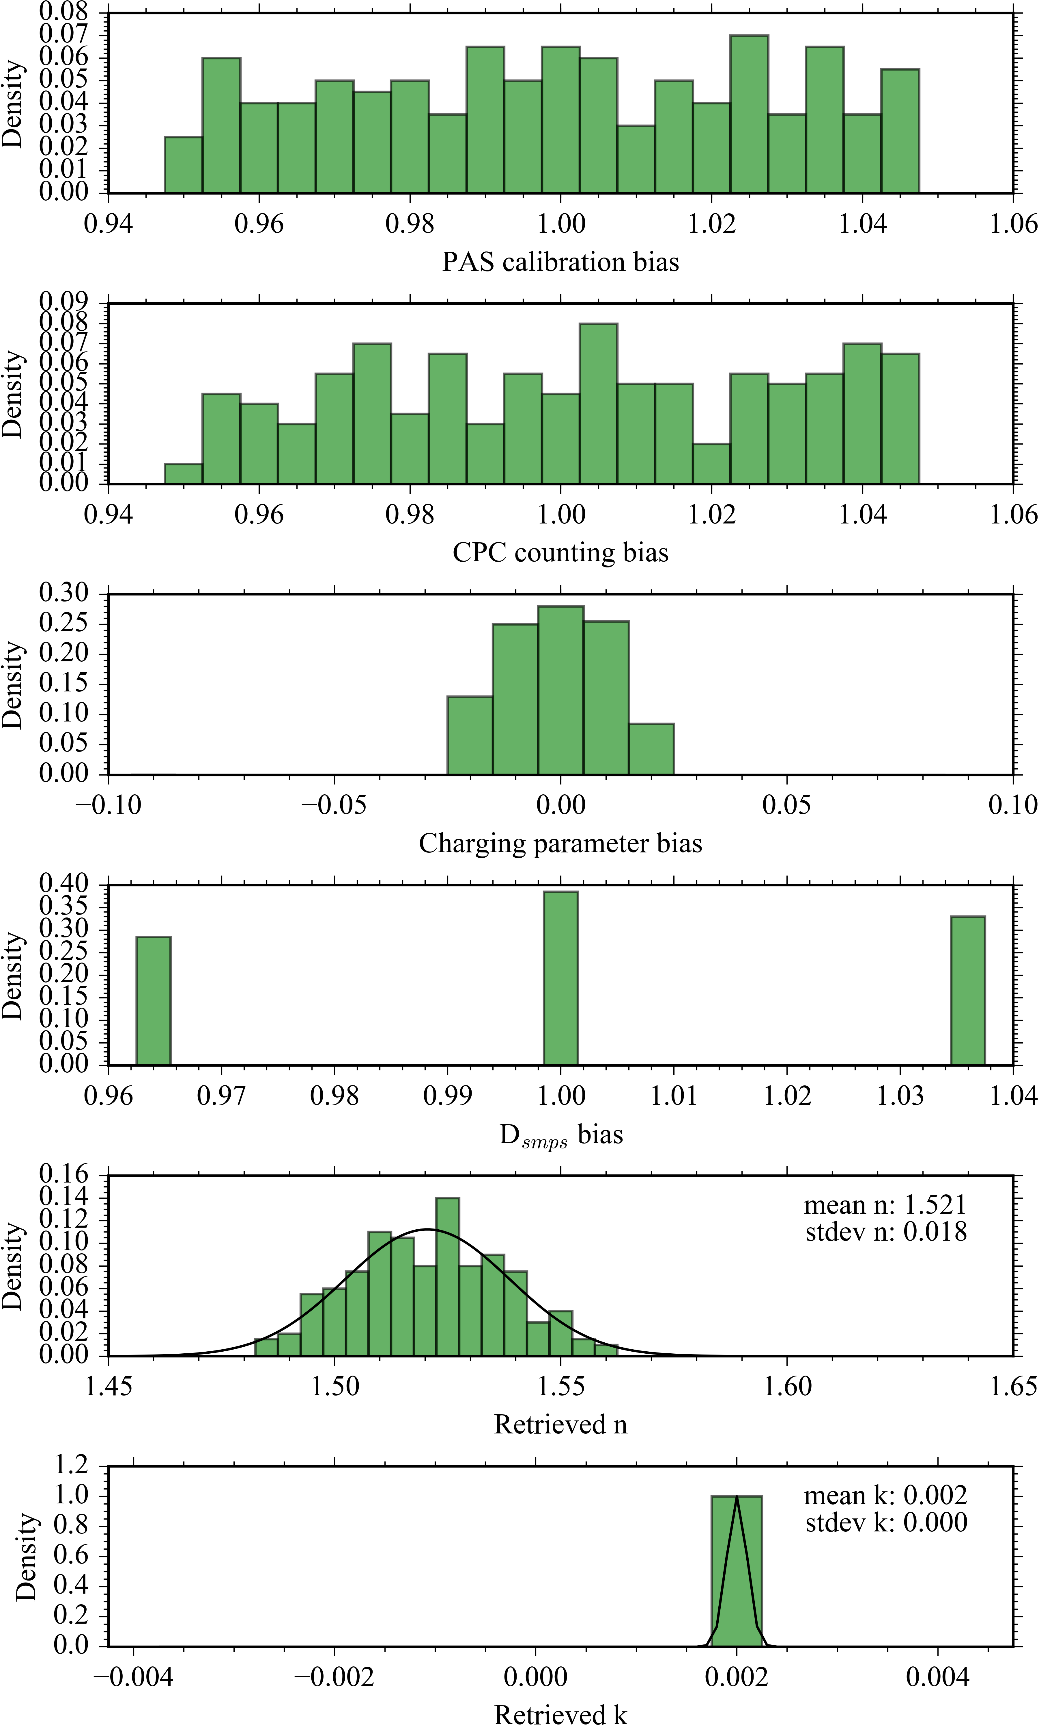 0.08
0.07
0.06
0.05
0.04
0.03
0.02
0.01
0.00
Density
0.94 0.96 0.98 1.00 1.02 1.04 1.06
PAS calibration bias
0.09
0.08
0.07
0.06
0.05
0.04
0.03
0.02
0.01
0.00
Density
0.94 0.96 0.98 1.00 1.02 1.04 1.06
CPC counting bias
0.30
0.25
0.20
0.15
0.10
0.05
0.00
Density
−0.10 −0.05 0.00 0.05 0.10
Charging parameter bias
0.40
0.35
0.30
0.25
0.20
0.15
0.10
0.05
0.00
Density
0.96 0.97 0.98 0.99 1.00 1.01 1.02 1.03 1.04
Dsmps bias
0.16
0.14
0.12
0.10
0.08
0.06
0.04
0.02
0.00
Density
mean n: 1.521
stdev n: 0.018
1.45 1.50 1.55 1.60 1.65
Retrieved n
1.2
1.0
0.8
0.6
0.4
0.2
0.0
Density
mean k: 0.002
stdev k: 0.000
−0.004 −0.002 0.000 0.002 0.004
Retrieved k